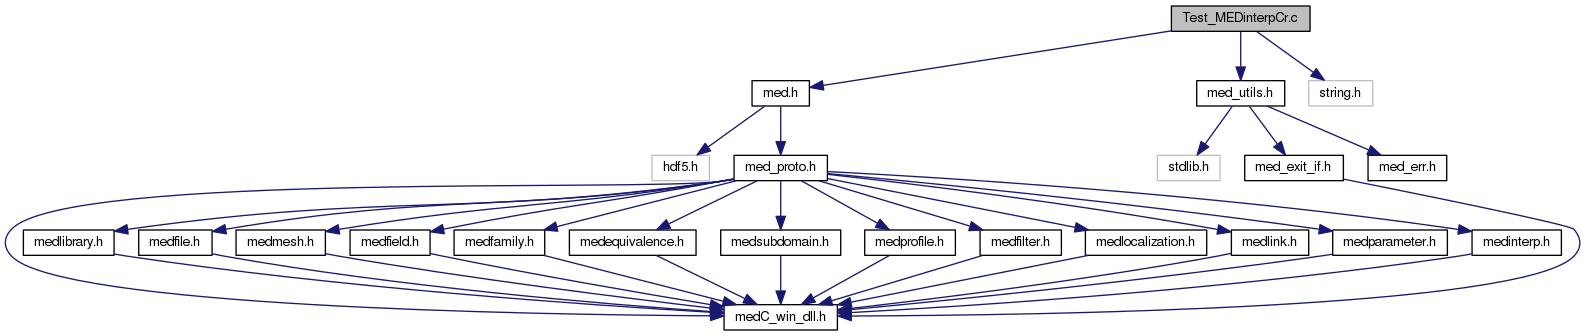 Test_MEDinterpCr.c
med.h
med_utils.h
string.h
hdf5.h
med_proto.h
stdlib.h
med_exit_if.h
med_err.h
medlibrary.h
medfile.h
medmesh.h
medfield.h
medfamily.h
medequivalence.h
medsubdomain.h
medprofile.h
medfilter.h
medlocalization.h
medlink.h
medparameter.h
medinterp.h
medC_win_dll.h